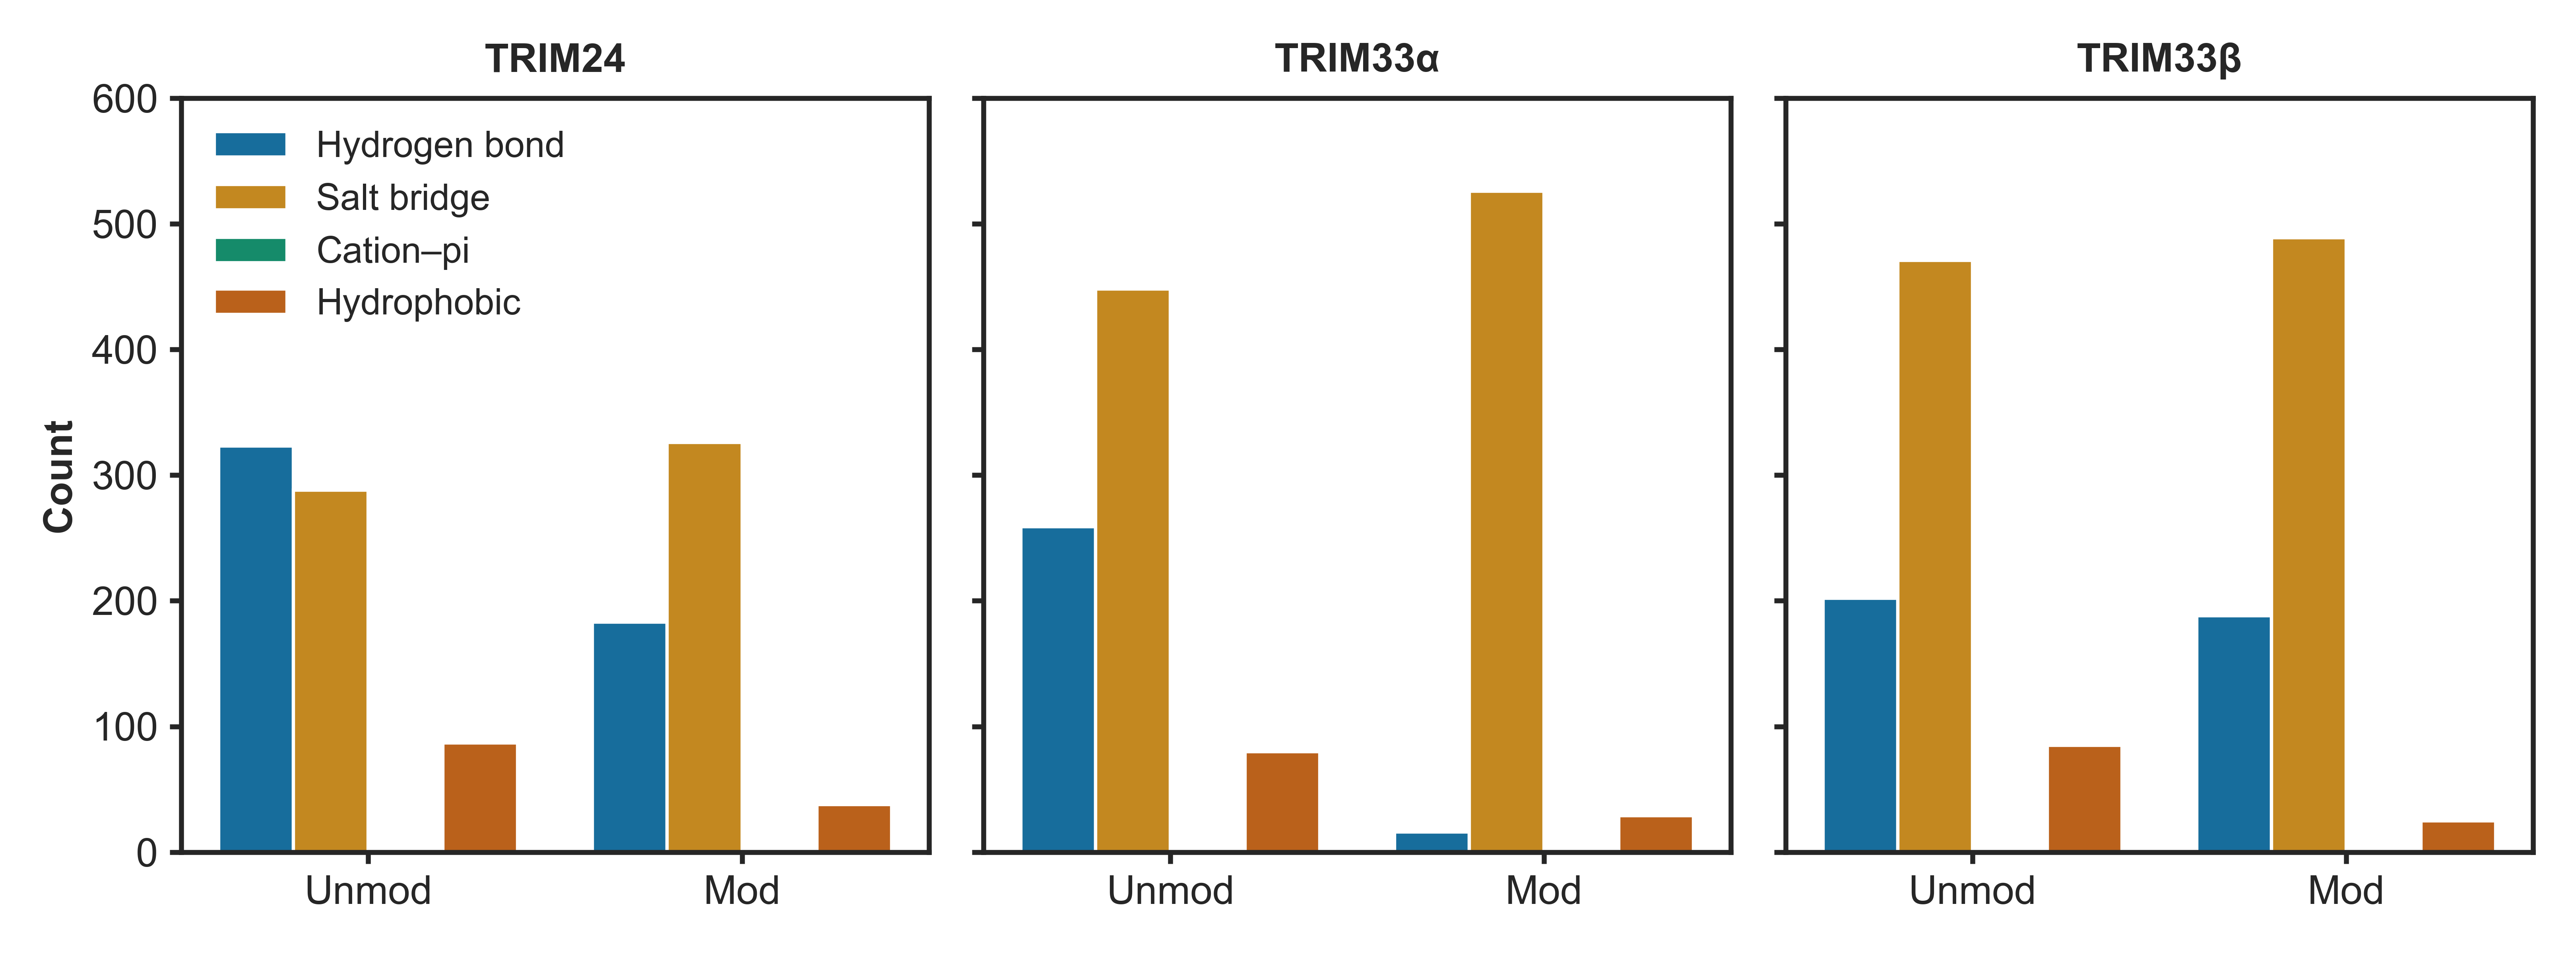 TRIM24
TRIM33α
TRIM33β
Count
600
500
400
300
200
100
0
Hydrogen bond
Salt bridge
Cation–pi
Hydrophobic
Unmod
Mod
Unmod
Mod
Unmod
Mod